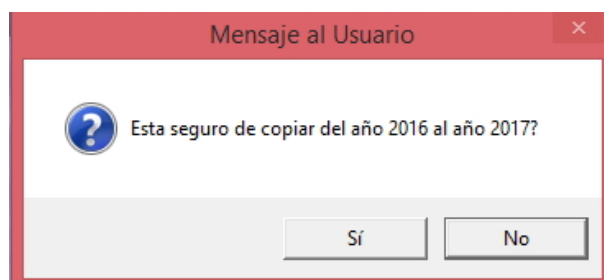 Mensaje al Usuario
Esta seguro de copiar del año 2016 al año 2017?
Sí
No